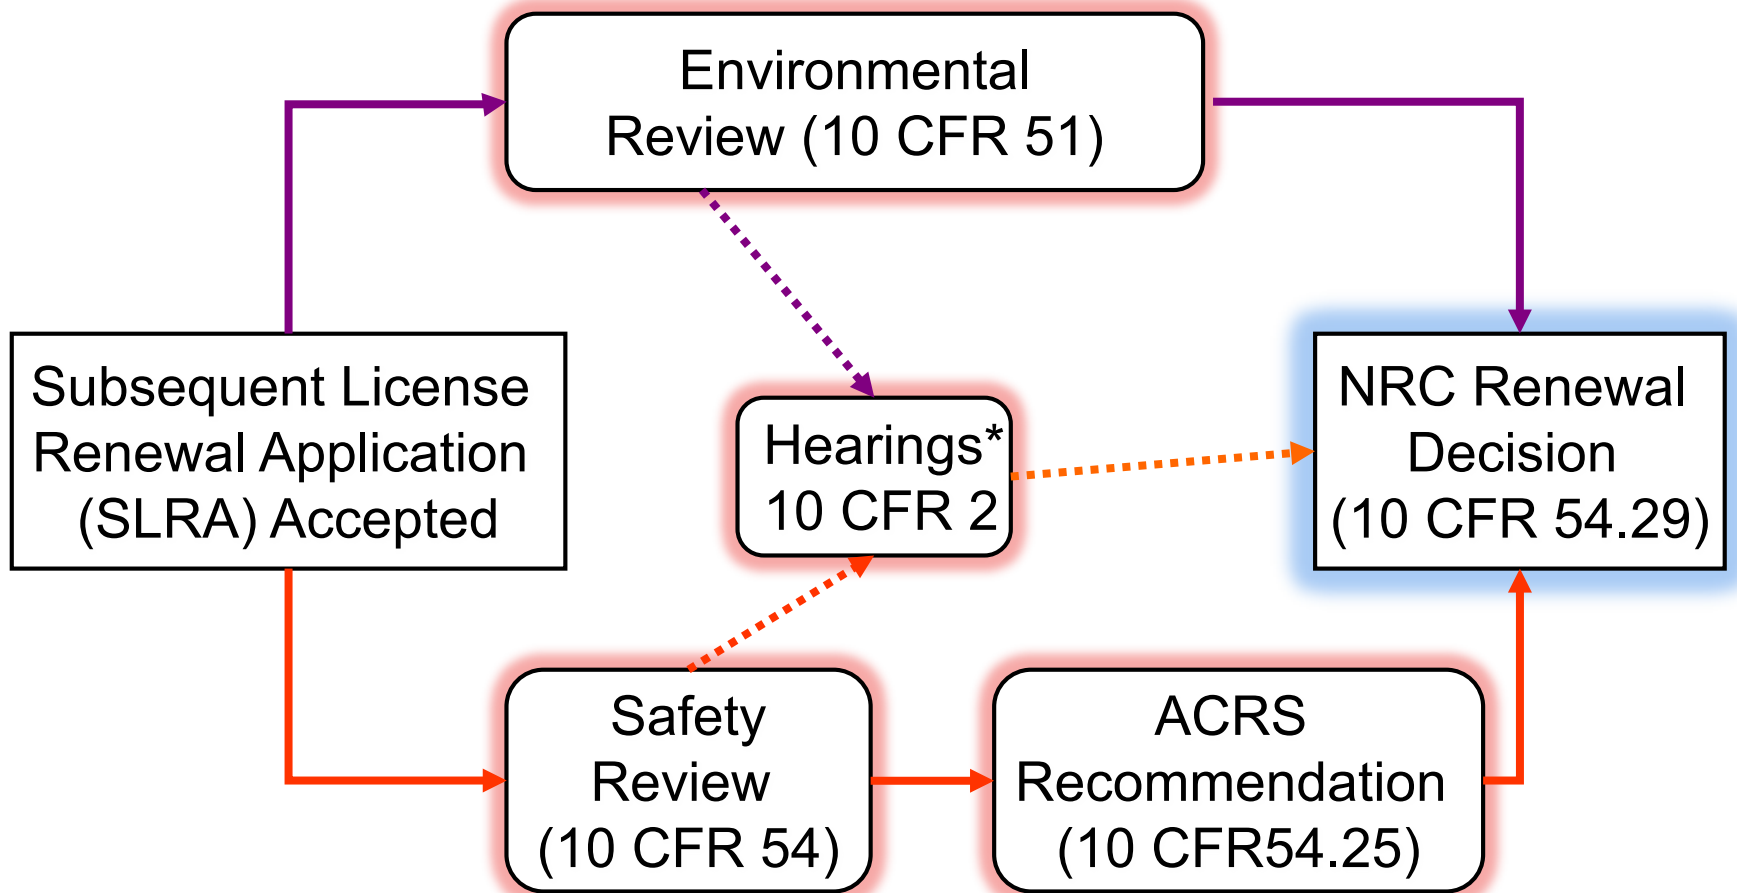 Environmental
Review (10 CFR 51)
Subsequent License
Renewal Application
(SLRA) Accepted
Hearings*
10 CFR 2
NRC Renewal
Decision
(10 CFR 54.29)
Safety
Review
(10 CFR 54)
ACRS
Recommendation
(10 CFR54.25)